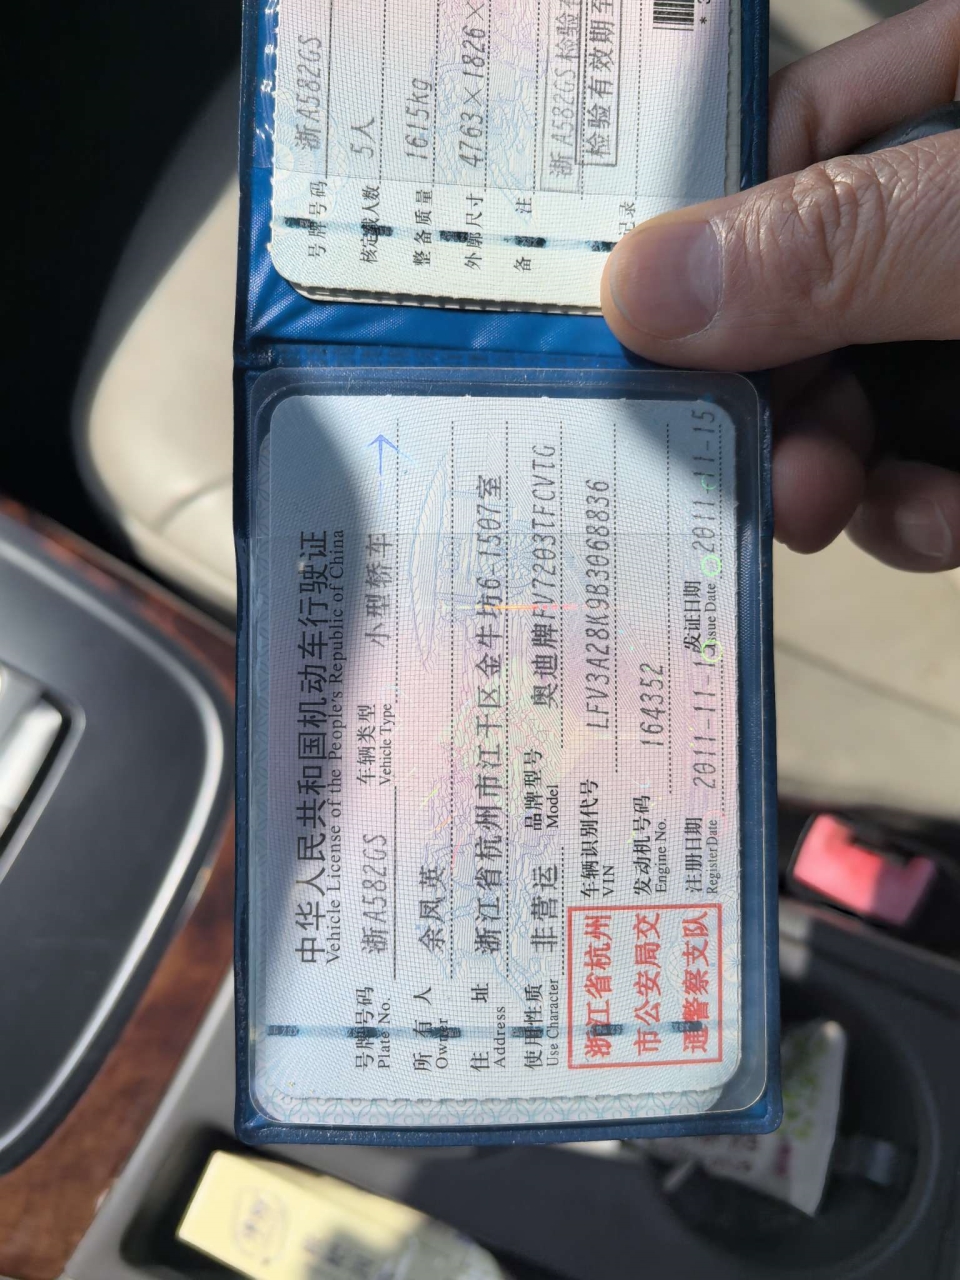 中华人民共和国机动车行驶证
Vehicle License of the People's Republic of China
号牌号码 浙A582GS 车辆类型 小型轿车
Plate No. Vehicle Type
所有人 余凤英
Owner
住址 浙江省杭州市江干区金牛坊6-1507室
Address
使用性质 非营运 品牌型号 奥迪牌FV7203TFCVTG
Use Character Model
浙江省杭州
市公安局交
通警察支队
车辆识别代号 LFV3A28K9B3068836
VIN
发动机号码 164352
Engine No.
注册日期 2011-11-1 发证日期 2011-11-15
Register Date Issue Date
号牌号码 浙A582GS
核定载人数 5人
整备质量 1615kg
外廓尺寸 4763×1826×
备注 浙A582GS 检验
检验有效期至
记录